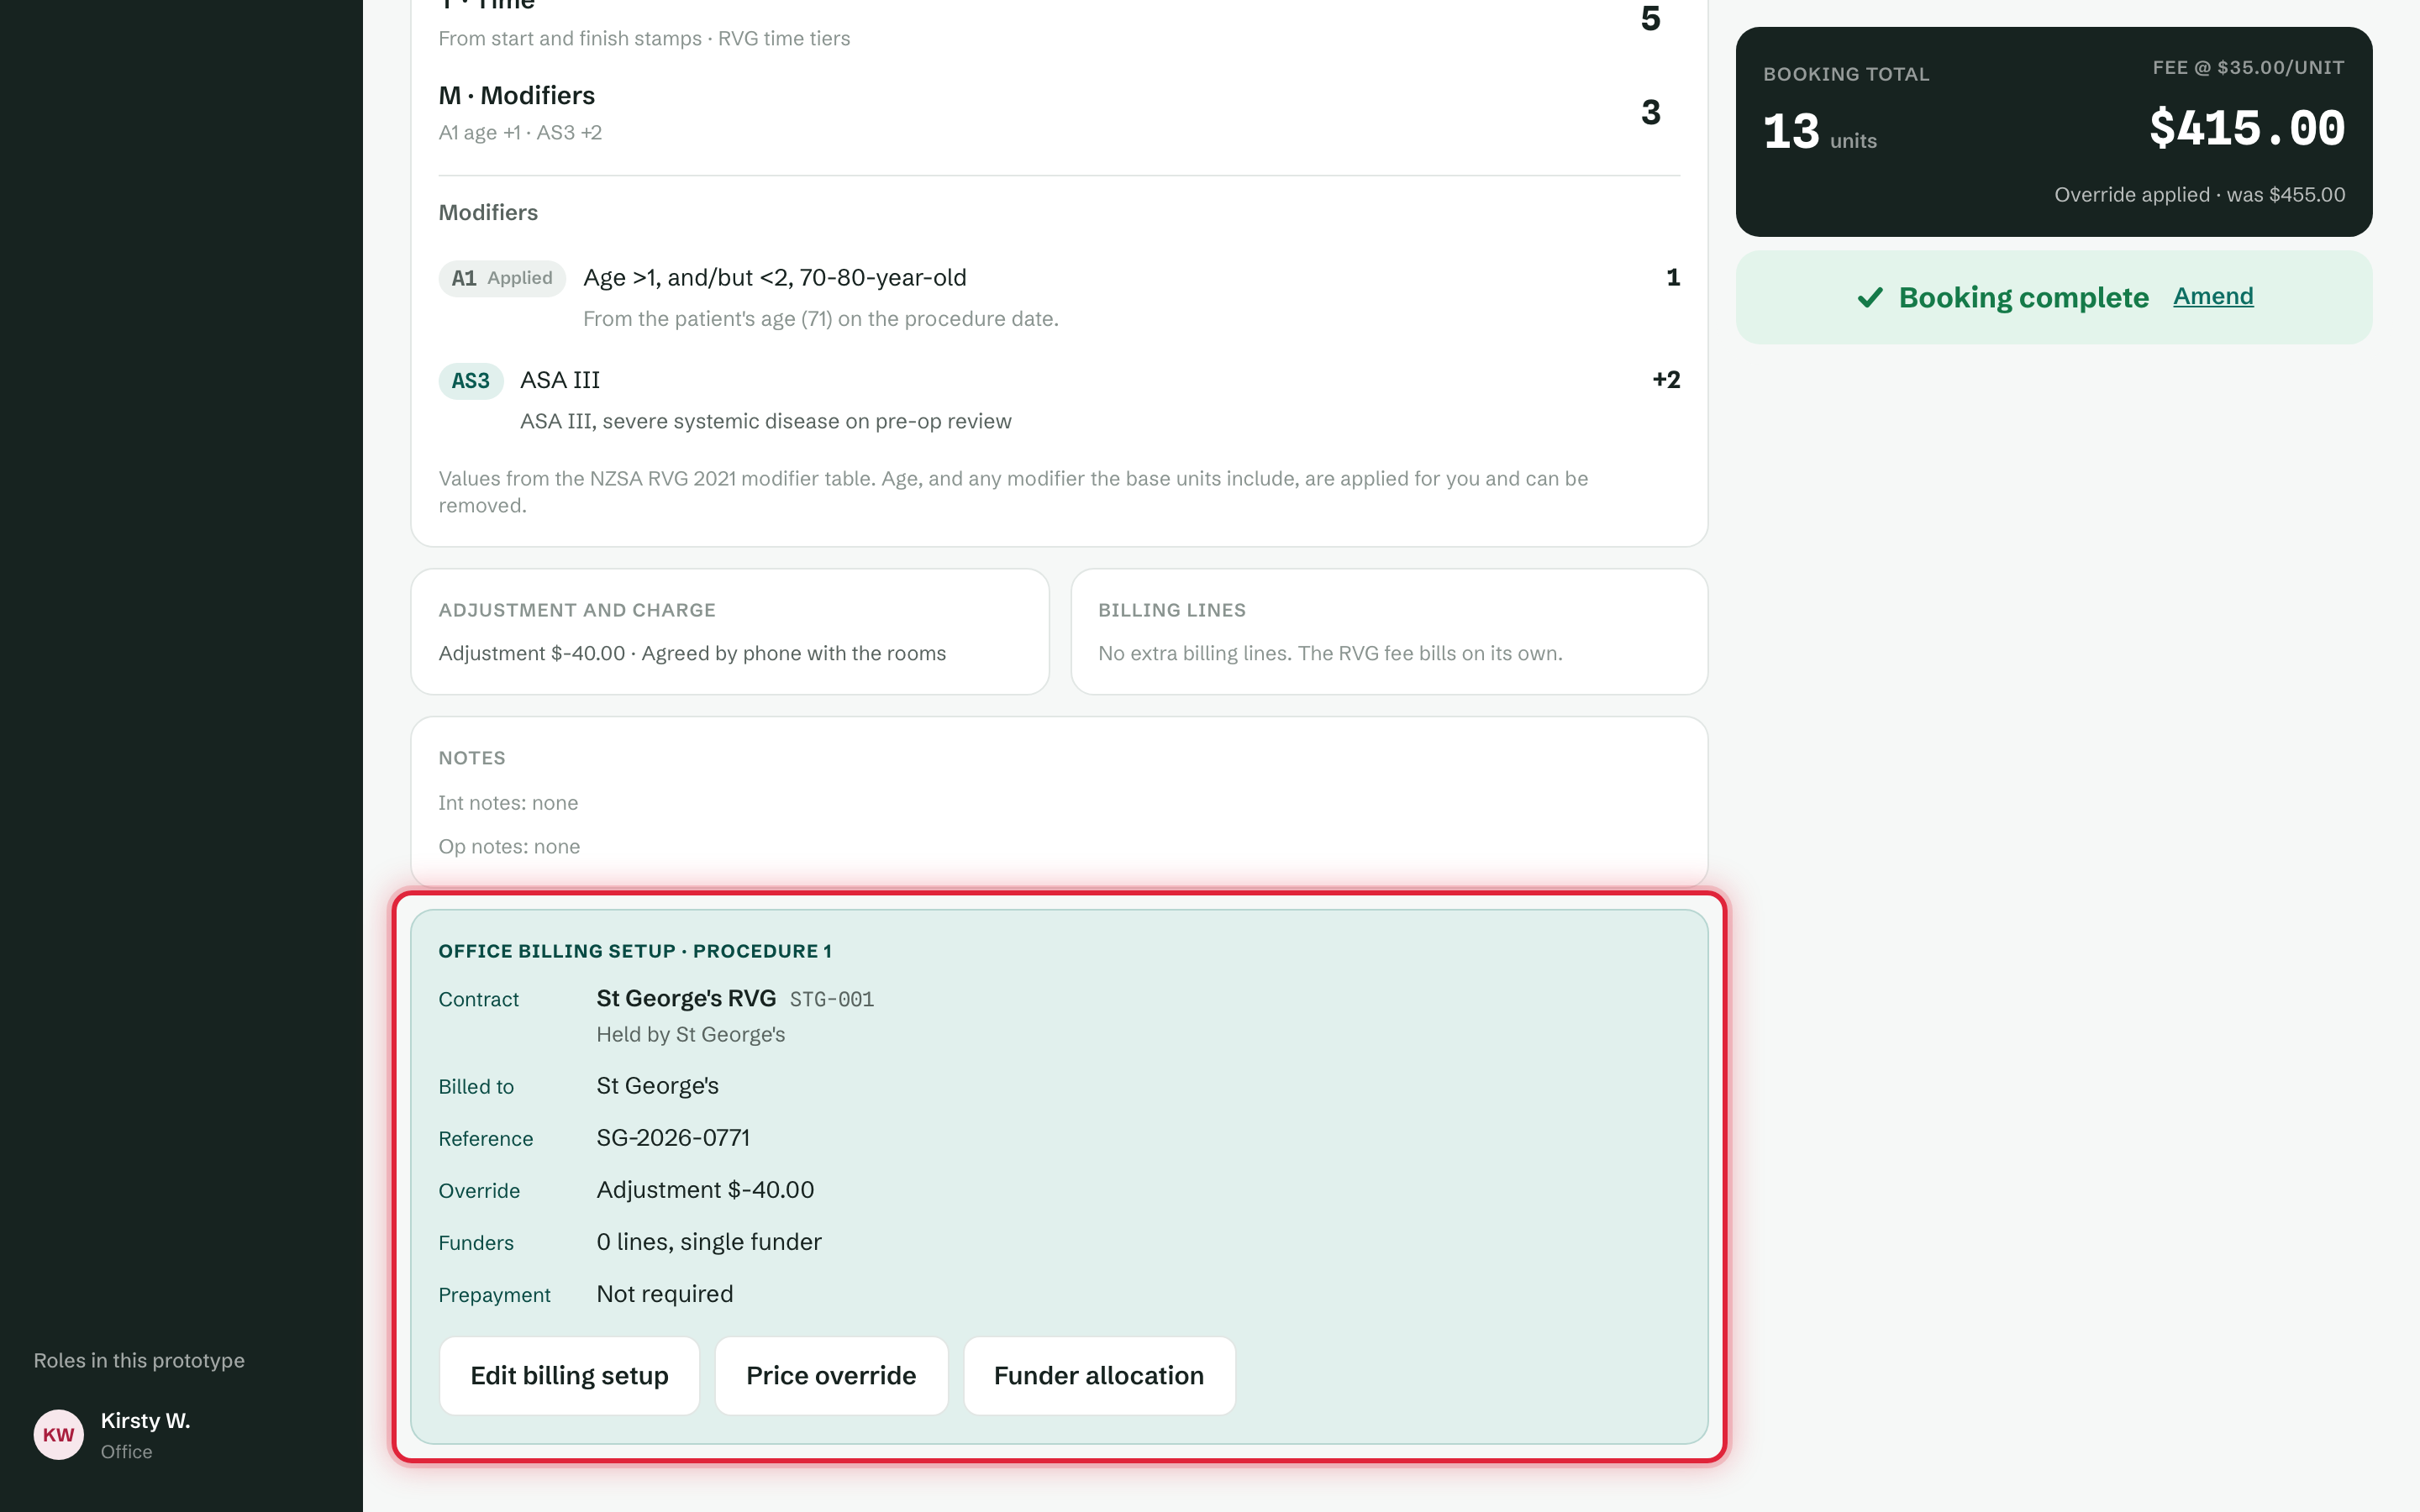 T · Time
5
From start and finish stamps · RVG time tiers
M · Modifiers
3
A1 age +1 · AS3 +2
Modifiers
A1 Applied Age >1, and/but <2, 70-80-year-old 1
From the patient's age (71) on the procedure date.
AS3 ASA III +2
ASA III, severe systemic disease on pre-op review
Values from the NZSA RVG 2021 modifier table. Age, and any modifier the base units include, are applied for you and can be
removed.
ADJUSTMENT AND CHARGE
Adjustment $-40.00 · Agreed by phone with the rooms
BILLING LINES
No extra billing lines. The RVG fee bills on its own.
NOTES
Int notes: none
Op notes: none
OFFICE BILLING SETUP · PROCEDURE 1
Contract St George's RVG STG-001
Held by St George's
Billed to St George's
Reference SG-2026-0771
Override Adjustment $-40.00
Funders 0 lines, single funder
Prepayment Not required
Edit billing setup Price override Funder allocation
BOOKING TOTAL
FEE @ $35.00/UNIT
13 units
$415.00
Override applied · was $455.00
Booking complete Amend
Roles in this prototype
KW
Kirsty W.
Office